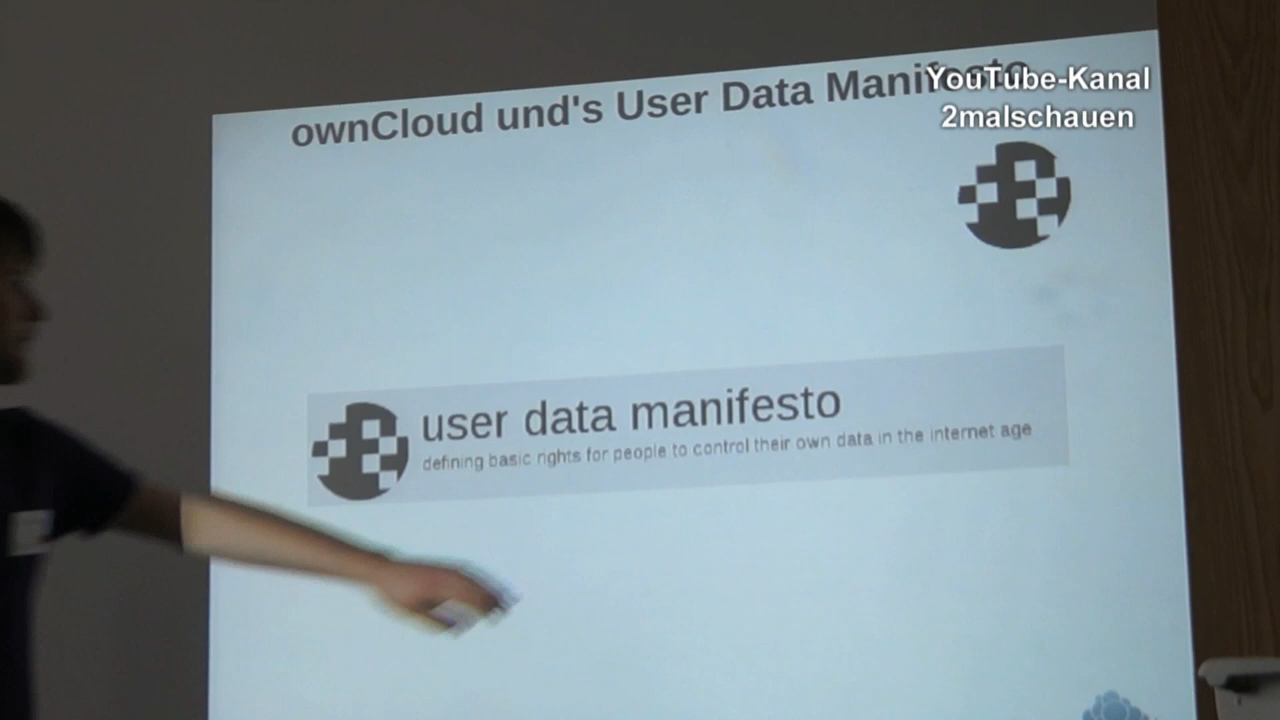 ownCloud und's User Data Manifesto
YouTube-Kanal
2malschauen
user data manifesto
defining basic rights for people to control their own data in the internet age